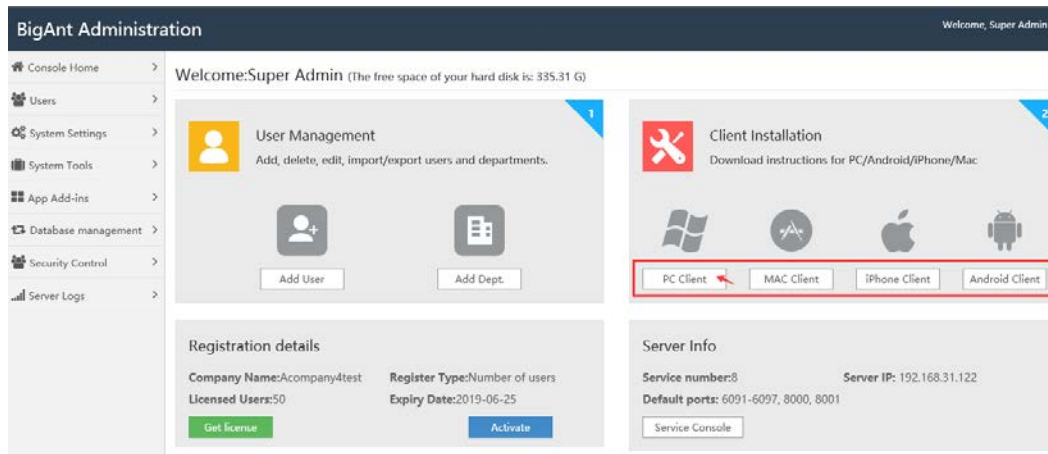 BigAnt Administration
Welcome, Super Admin
Console Home
Users
System Settings
System Tools
App Add-ins
Database management
Security Control
Server Logs
Welcome:Super Admin (The free space of your hard disk is: 335.31 G)
1
User Management
Add, delete, edit, import/export users and departments.
Add User
Add Dept.
2
Client Installation
Download instructions for PC/Android/iPhone/Mac
PC Client
MAC Client
iPhone Client
Android Client
Registration details
Company Name:Acompany4test
Register Type:Number of users
Licensed Users:50
Expiry Date:2019-06-25
Get license
Activate
Server Info
Service number:8
Server IP: 192.168.31.122
Default ports: 6091-6097, 8000, 8001
Service Console